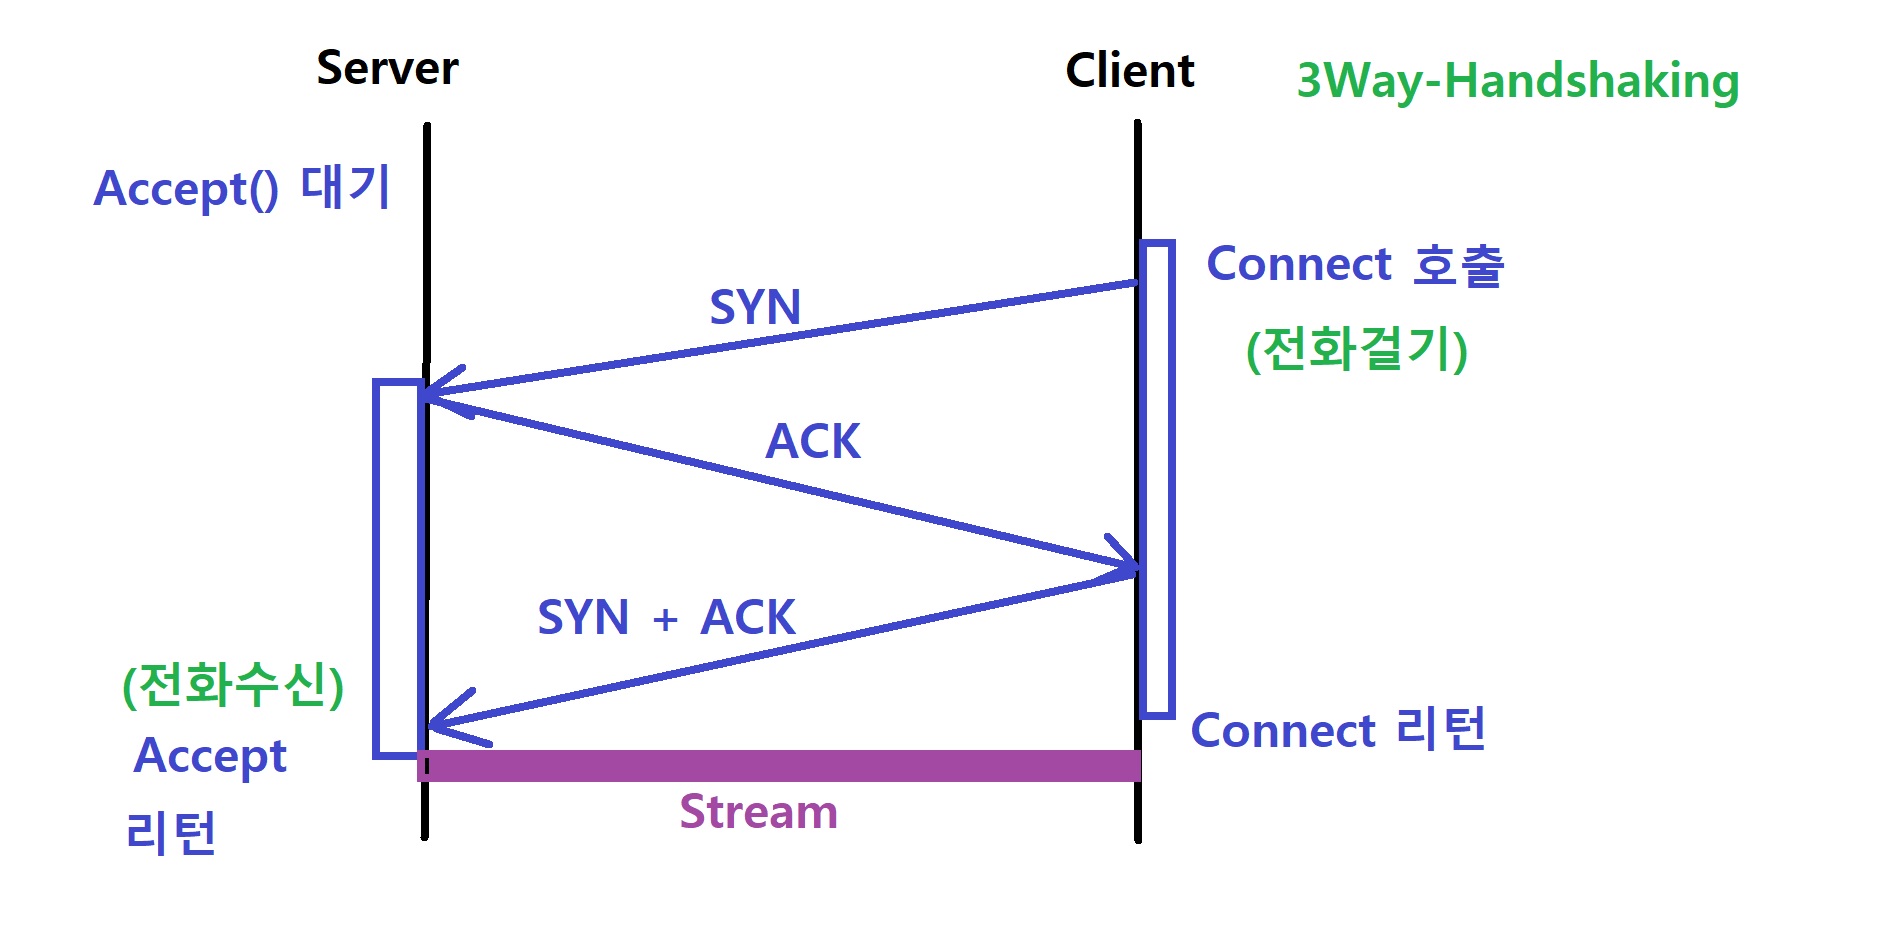 Server
Client
3Way-Handshaking
Accept() 대기
Connect 호출
(전화걸기)
SYN
ACK
SYN + ACK
(전화수신)
Accept
리턴
Connect 리턴
Stream